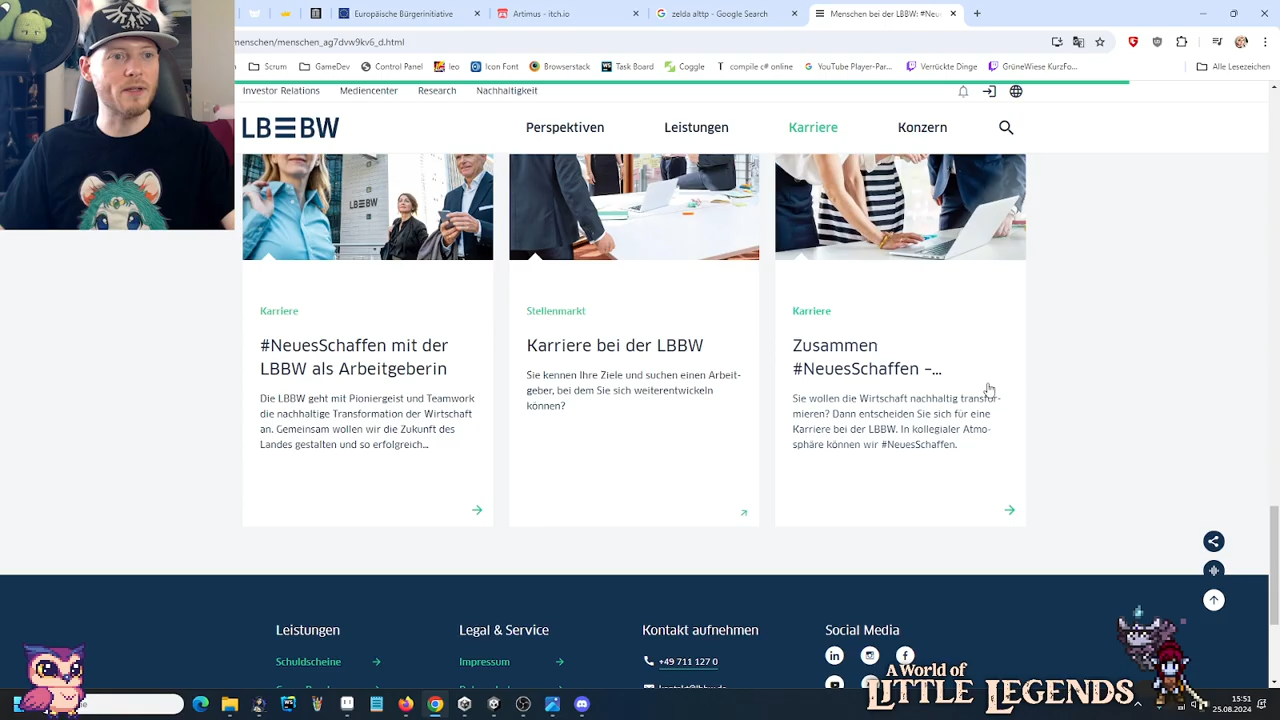 Europäische Bürgerinitiative
Artimus -
zelda alttp - Google Search
Menschen bei der LBBW: #Neu
menschen/menschen_ag7dvw9kv6_d.html
Scrum
GameDev
Control Panel
leo
Icon Font
Browserstack
Task Board
Coggle
compile c# online
YouTube Player-Par...
Verrückte Dinge
GrüneWiese KurzFo...
Alle Lesezeichen
Investor Relations
Mediencenter
Research
Nachhaltigkeit
LBBW
Perspektiven
Leistungen
Karriere
Konzern
LBBW
Karriere
#NeuesSchaffen mit der
LBBW als Arbeitgeberin
Die LBBW geht mit Pioniergeist und Teamwork
die nachhaltige Transformation der Wirtschaft
an. Gemeinsam wollen wir die Zukunft des
Landes gestalten und so erfolgreich...
Stellenmarkt
Karriere bei der LBBW
Sie kennen Ihre Ziele und suchen einen Arbeit-
geber, bei dem Sie sich weiterentwickeln
können?
Karriere
Zusammen
#NeuesSchaffen –...
Sie wollen die Wirtschaft nachhaltig transfor-
mieren? Dann entscheiden Sie sich für eine
Karriere bei der LBBW. In kollegialer Atmo-
sphäre können wir #NeuesSchaffen.
Leistungen
Schuldscheine
Legal & Service
Impressum
Kontakt aufnehmen
+49 711 127 0
Social Media
A World of
Little Legends
15:51
25.08.2024